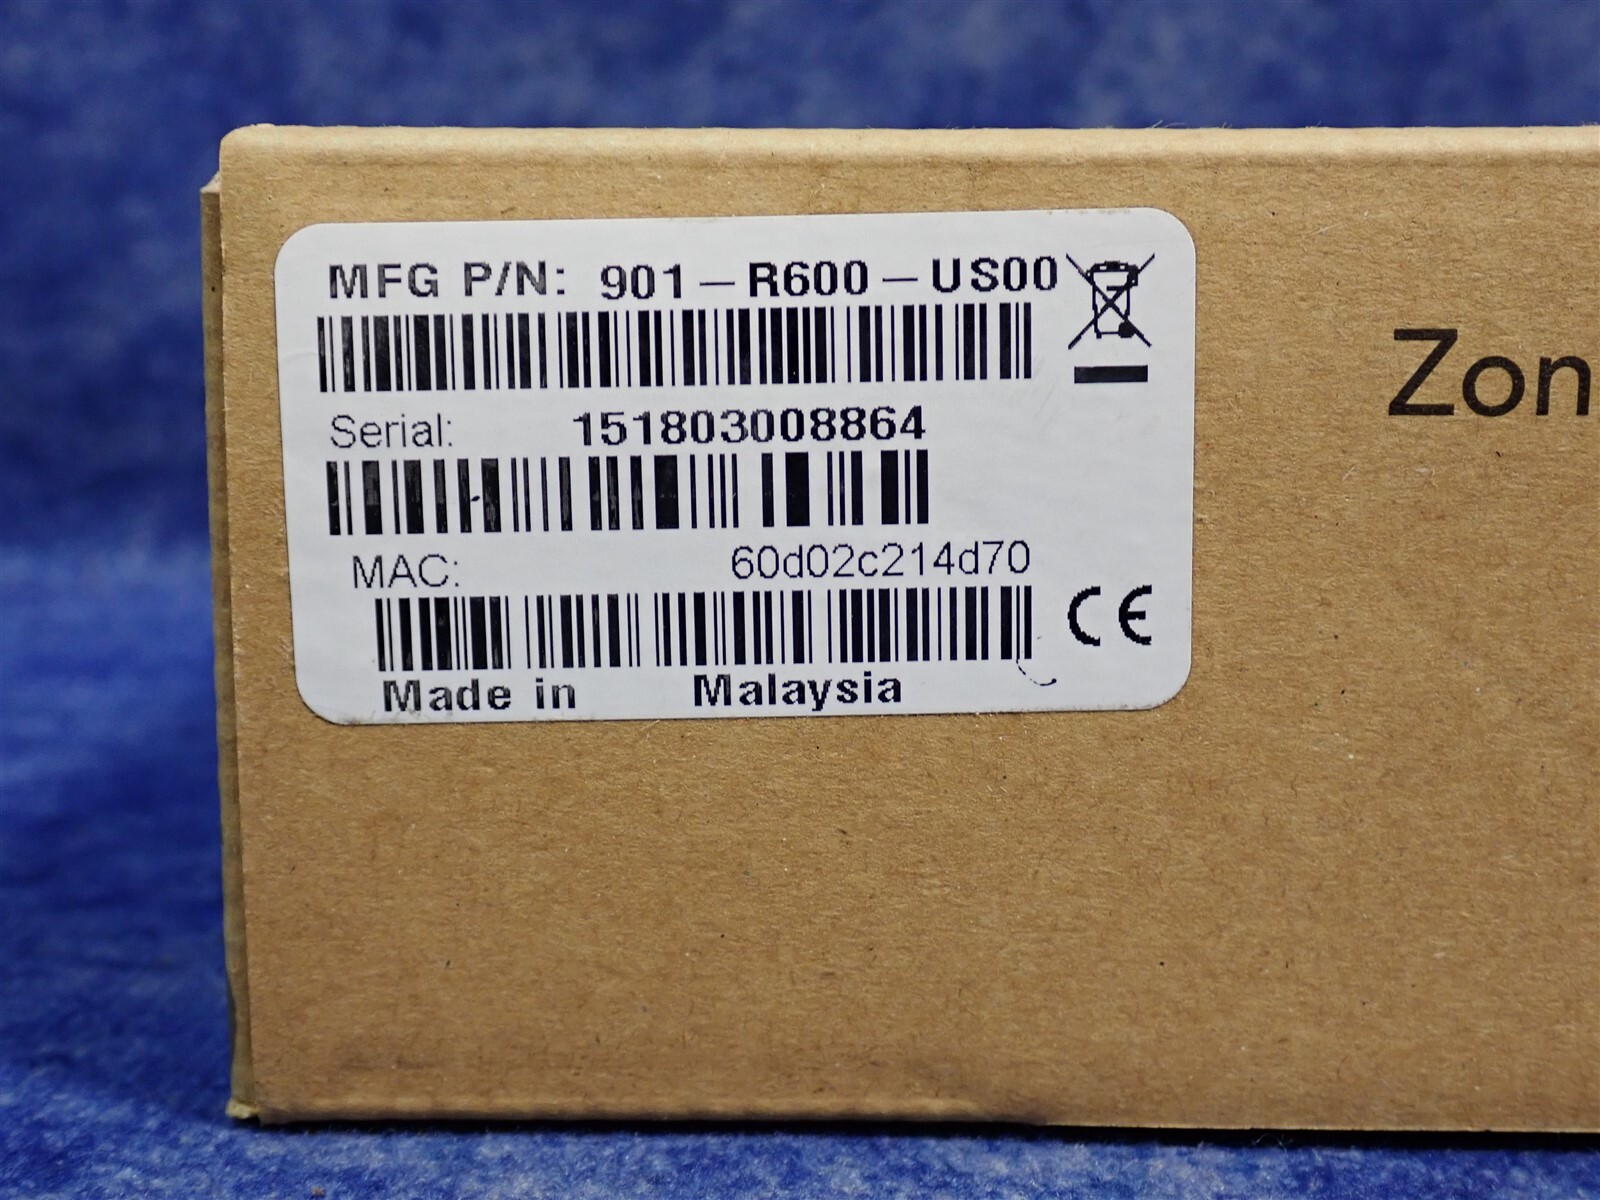 MFG P/N: 901-R600-US00
Serial: 151803008864
MAC: 60d02c214d70
Made in Malaysia
CE
Zon